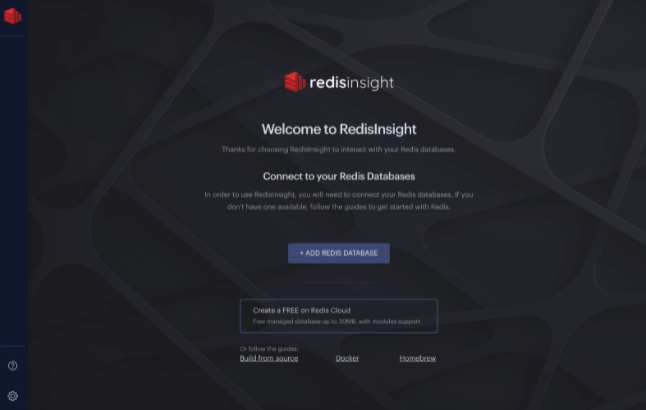 redisinsight
Welcome to RedisInsight
Thanks for choosing RedisInsight to interact with your Redis databases.
Connect to your Redis Databases
In order to use RedisInsight, you will need to connect your Redis databases. If you
don't have one available, follow the guides to get started with Redis.
+ ADD REDIS DATABASE
Create a FREE on Redis Cloud
Free managed database up to 30MB, with modules support.
Or follow the guides:
Build from source Docker Homebrew